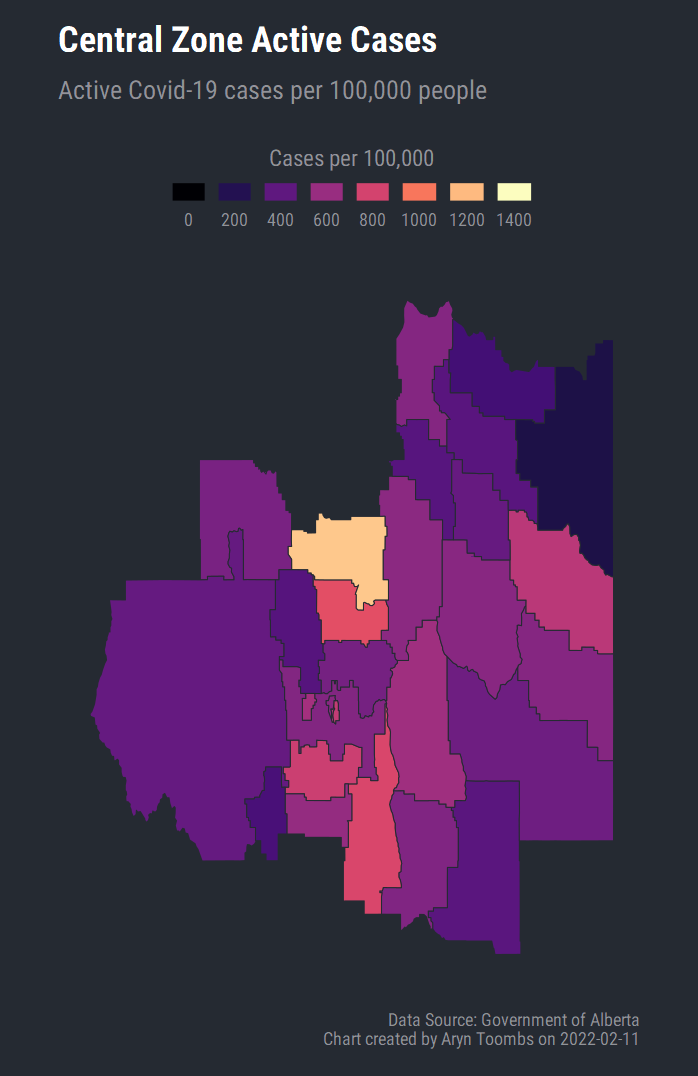 Central Zone Active Cases
Active Covid-19 cases per 100,000 people
Cases per 100,000
0 200 400 600 800 1000 1200 1400
Data Source: Government of Alberta
Chart created by Aryn Toombs on 2022-02-11